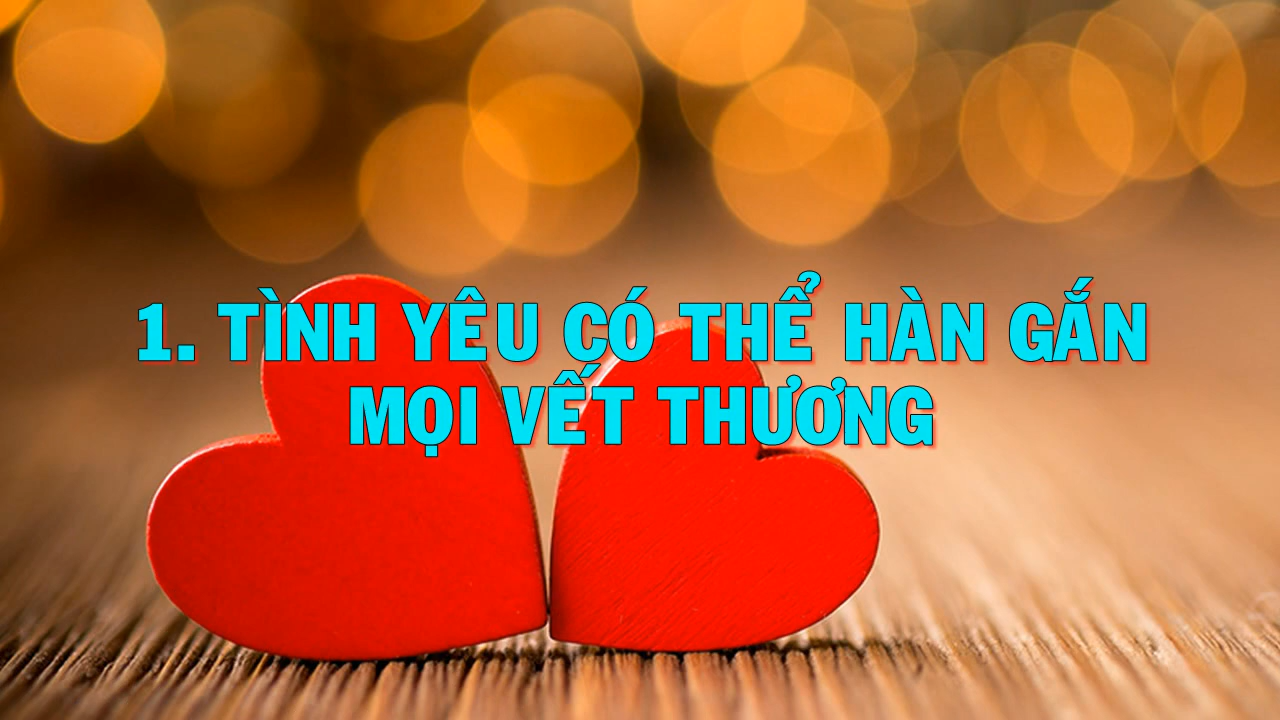 1. TÌNH YÊU CÓ THỂ HÀN GẮN
MỌI VẾT THƯƠNG